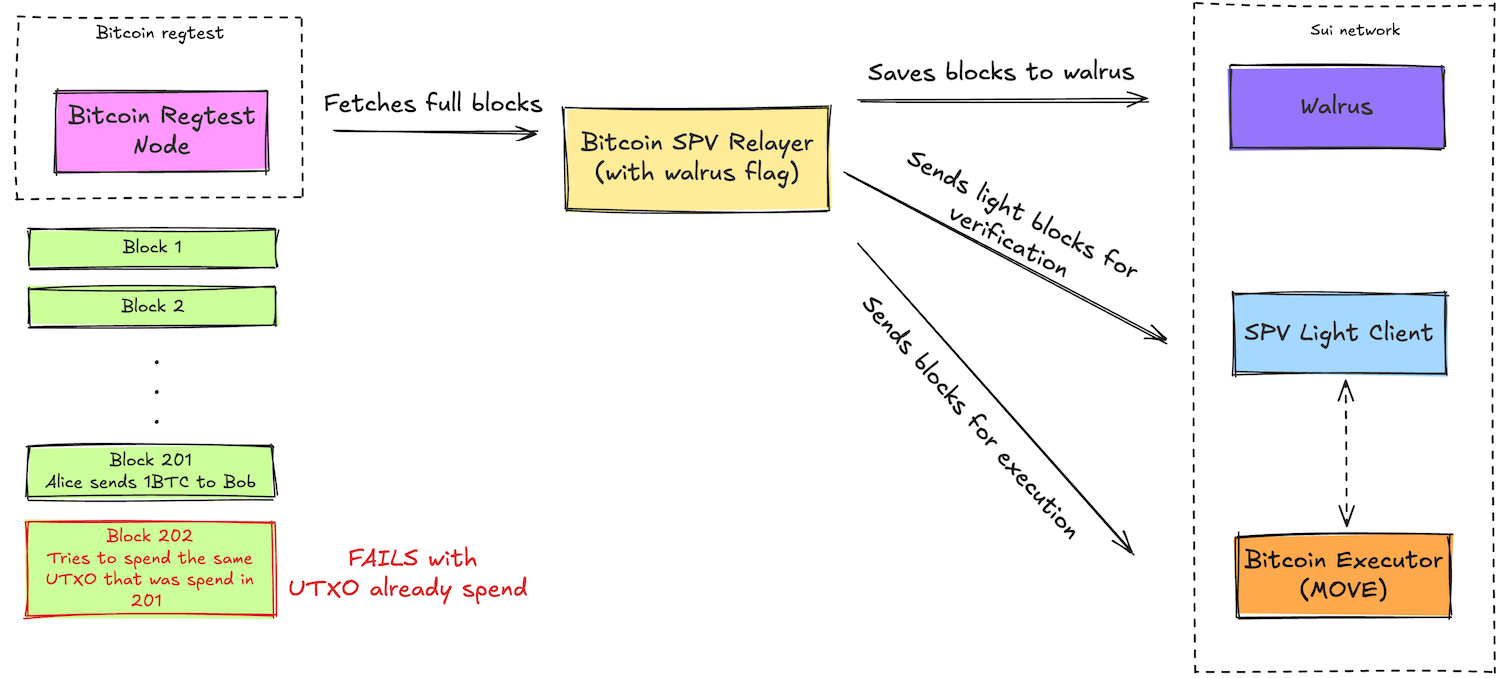 Bitcoin regtest
Bitcoin Regtest
Node
Block 1
Block 2
Block 201
Alice sends 1BTC to Bob
Block 202
Tries to spend the same
UTXO that was spend in
201
FAILS with
UTXO already spend
Fetches full blocks
Bitcoin SPV Relayer
(with walrus flag)
Saves blocks to walrus
Sends light blocks for
verification
Sends blocks for execution
Sui network
Walrus
SPV Light Client
Bitcoin Executor
(MOVE)